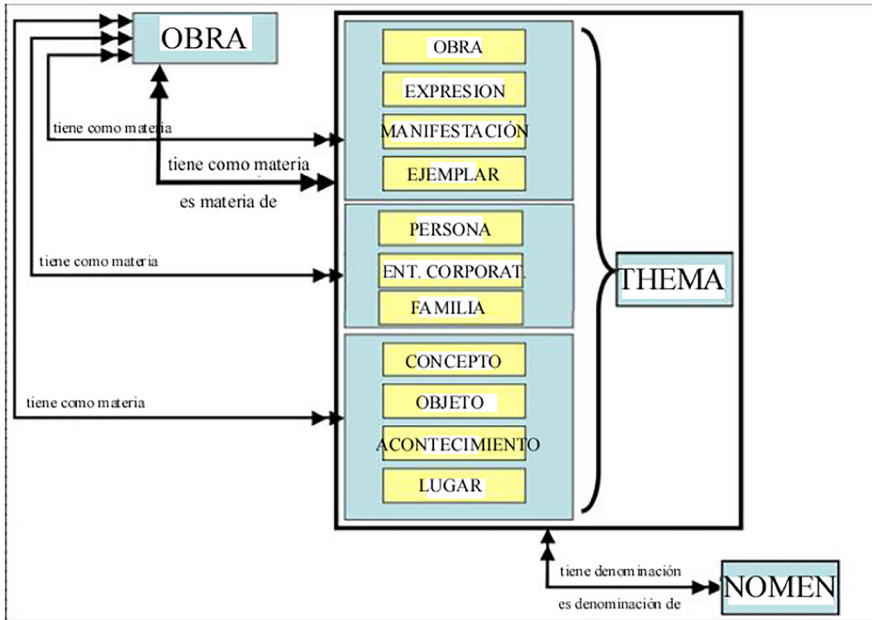 OBRA
OBRA
EXPRESION
MANIFESTACIÓN
EJEMPLAR
tiene como materia
tiene como materia
es materia de
PERSONA
ENT. CORPORAT.
FAMILIA
tiene como materia
THEMA
CONCEPTO
OBJETO
ACONTECIMIENTO
LUGAR
tiene como materia
tiene denominación
es denominación de
NOMEN